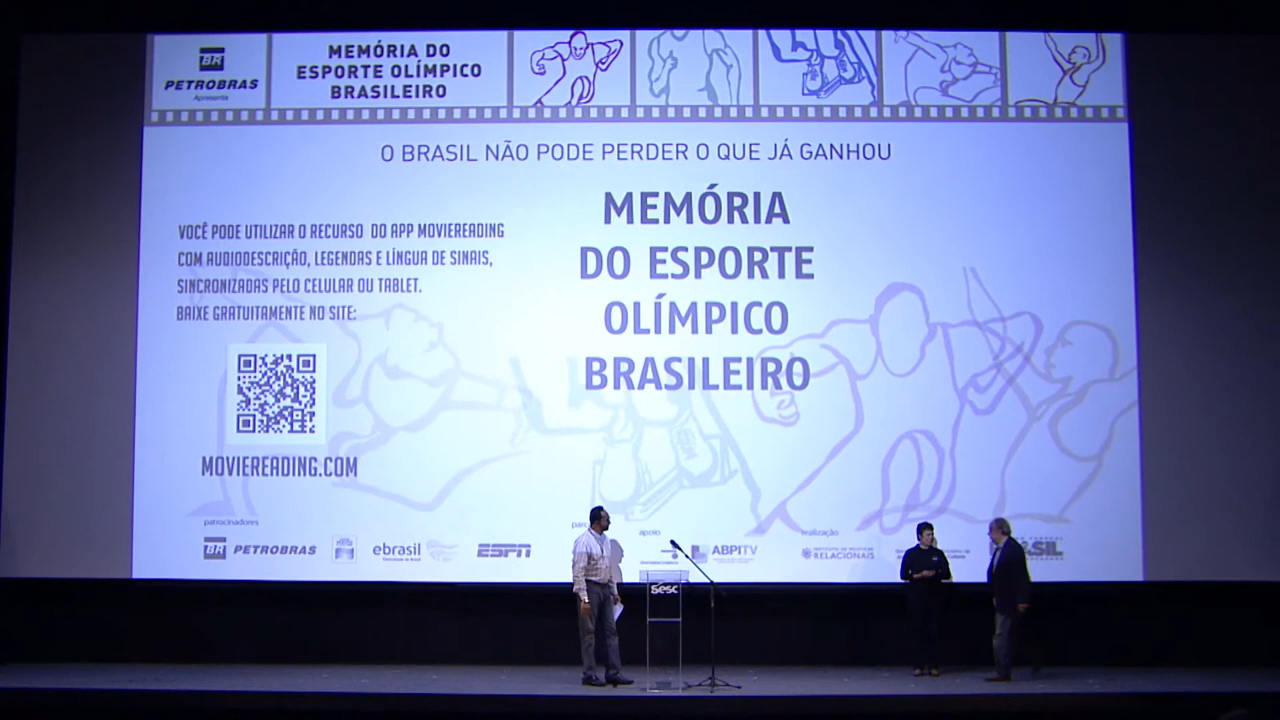 BR
PETROBRAS
Apresenta
MEMÓRIA DO
ESPORTE OLÍMPICO
BRASILEIRO
O BRASIL NÃO PODE PERDER O QUE JÁ GANHOU
MEMÓRIA
DO ESPORTE
OLÍMPICO
BRASILEIRO
VOCÊ PODE UTILIZAR O RECURSO DO APP MOVIEREADING
COM AUDIODESCRIÇÃO, LEGENDAS E LÍNGUA DE SINAIS,
SINCRONIZADAS PELO CELULAR OU TABLET.
BAIXE GRATUITAMENTE NO SITE:
MOVIEREADING.COM
patrocinadores
BR PETROBRAS
ebrasil
ESPN
apoio
ABPITV
realização
RELACIONAIS
Sesc